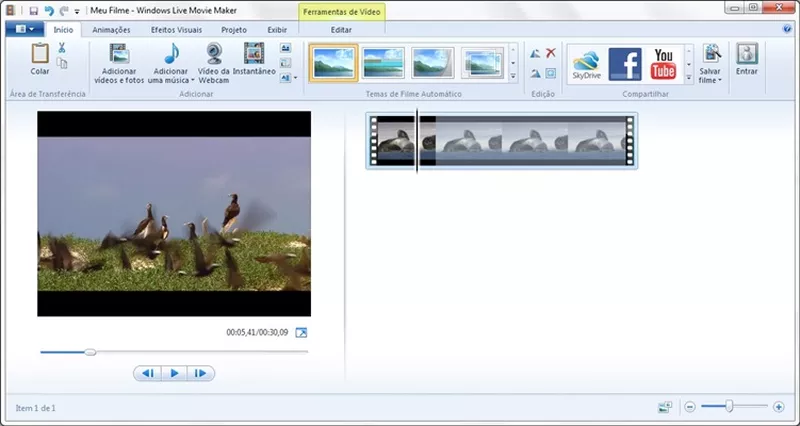 Meu Filme - Windows Live Movie Maker
Ferramentas de Vídeo
Início Animações Efeitos Visuais Projeto Exibir Editar
Colar
Adicionar vídeos e fotos
Adicionar uma música
Vídeo da Webcam
Instantâneo
SkyDrive
You Tube
Salvar filme
Entrar
Área de Transferência Adicionar Temas de Filme Automático Edição Compartilhar
00:05,41/00:30,09
Item 1 de 1